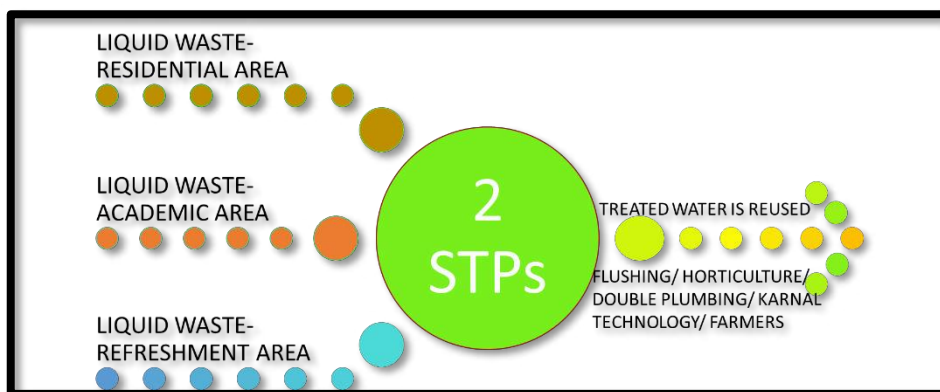 LIQUID WASTE-
RESIDENTIAL AREA
LIQUID WASTE-
ACADEMIC AREA
LIQUID WASTE-
REFRESHMENT AREA
2
STPs
TREATED WATER IS REUSED
FLUSHING/ HORTICULTURE/
DOUBLE PLUMBING/ KARNAL
TECHNOLOGY/ FARMERS